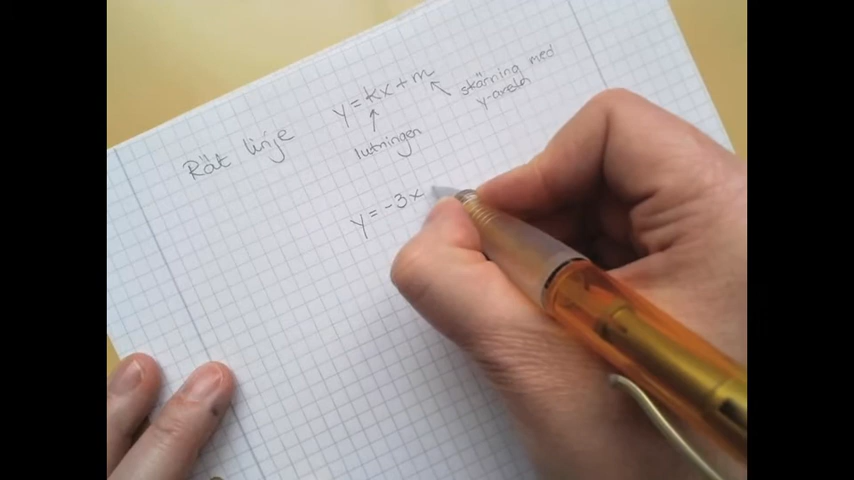 Rät linje
y = kx + m
skärning med
y-axeln
lutningen
y = -3x